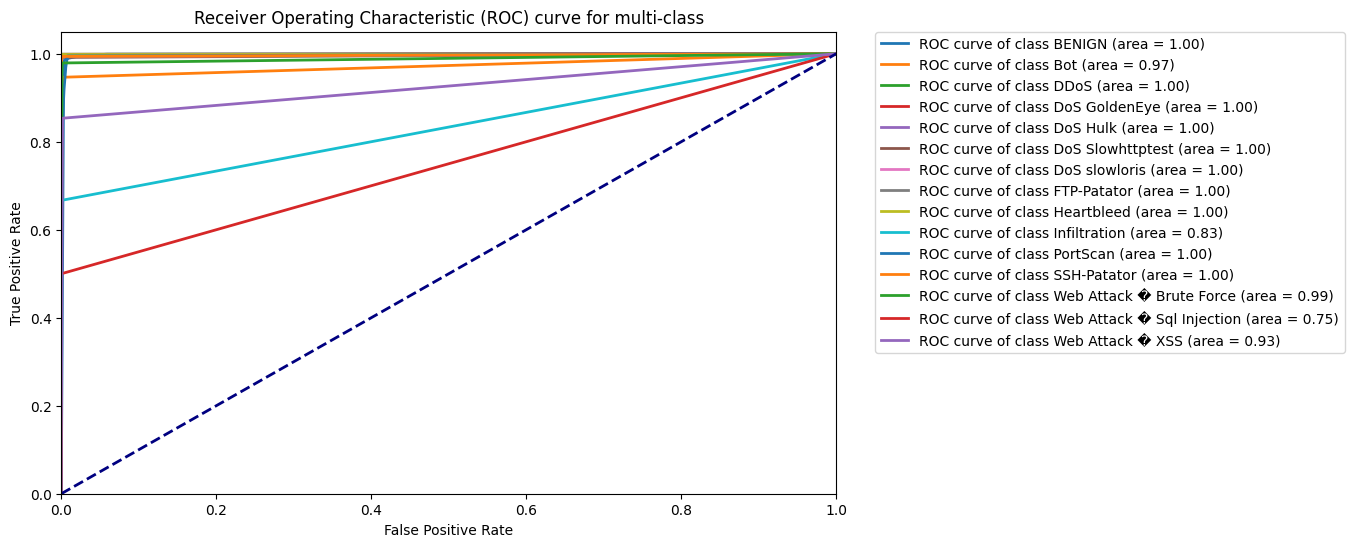 Receiver Operating Characteristic (ROC) curve for multi-class
1.0
0.8
0.6
0.4
0.2
0.0
True Positive Rate
0.0 0.2 0.4 0.6 0.8 1.0
False Positive Rate
ROC curve of class BENIGN (area = 1.00)
ROC curve of class Bot (area = 0.97)
ROC curve of class DDoS (area = 1.00)
ROC curve of class DoS GoldenEye (area = 1.00)
ROC curve of class DoS Hulk (area = 1.00)
ROC curve of class DoS Slowhttptest (area = 1.00)
ROC curve of class DoS slowloris (area = 1.00)
ROC curve of class FTP-Patator (area = 1.00)
ROC curve of class Heartbleed (area = 1.00)
ROC curve of class Infiltration (area = 0.83)
ROC curve of class PortScan (area = 1.00)
ROC curve of class SSH-Patator (area = 1.00)
ROC curve of class Web Attack � Brute Force (area = 0.99)
ROC curve of class Web Attack � Sql Injection (area = 0.75)
ROC curve of class Web Attack � XSS (area = 0.93)